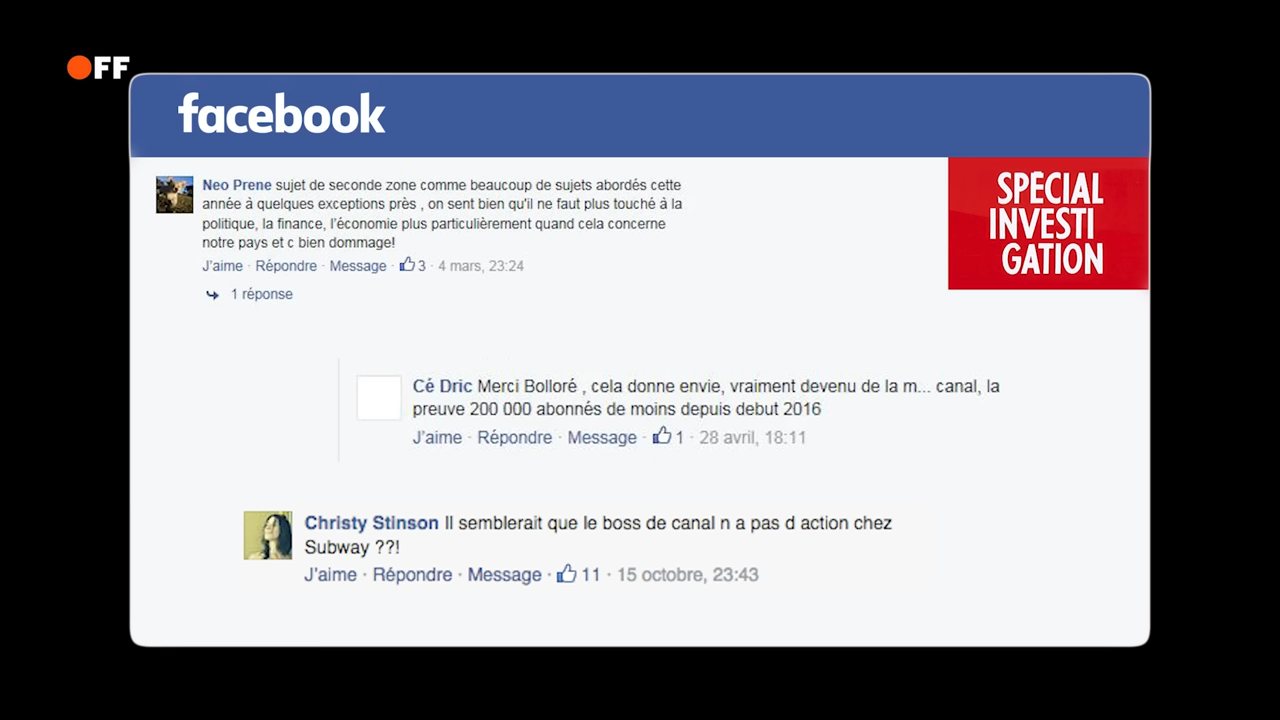 OFF
facebook
Neo Prene sujet de seconde zone comme beaucoup de sujets abordés cette
année à quelques exceptions près , on sent bien qu'il ne faut plus touché à la
politique, la finance, l'économie plus particulièrement quand cela concerne
notre pays et c bien dommage!
J'aime · Répondre · Message · 3 · 4 mars, 23:24
1 réponse
SPÉCIAL
INVESTI
GATION
Cé Dric Merci Bolloré , cela donne envie, vraiment devenu de la m... canal, la
preuve 200 000 abonnés de moins depuis debut 2016
J'aime · Répondre · Message · 1 · 28 avril, 18:11
Christy Stinson Il semblerait que le boss de canal n a pas d action chez
Subway ??!
J'aime · Répondre · Message · 11 · 15 octobre, 23:43